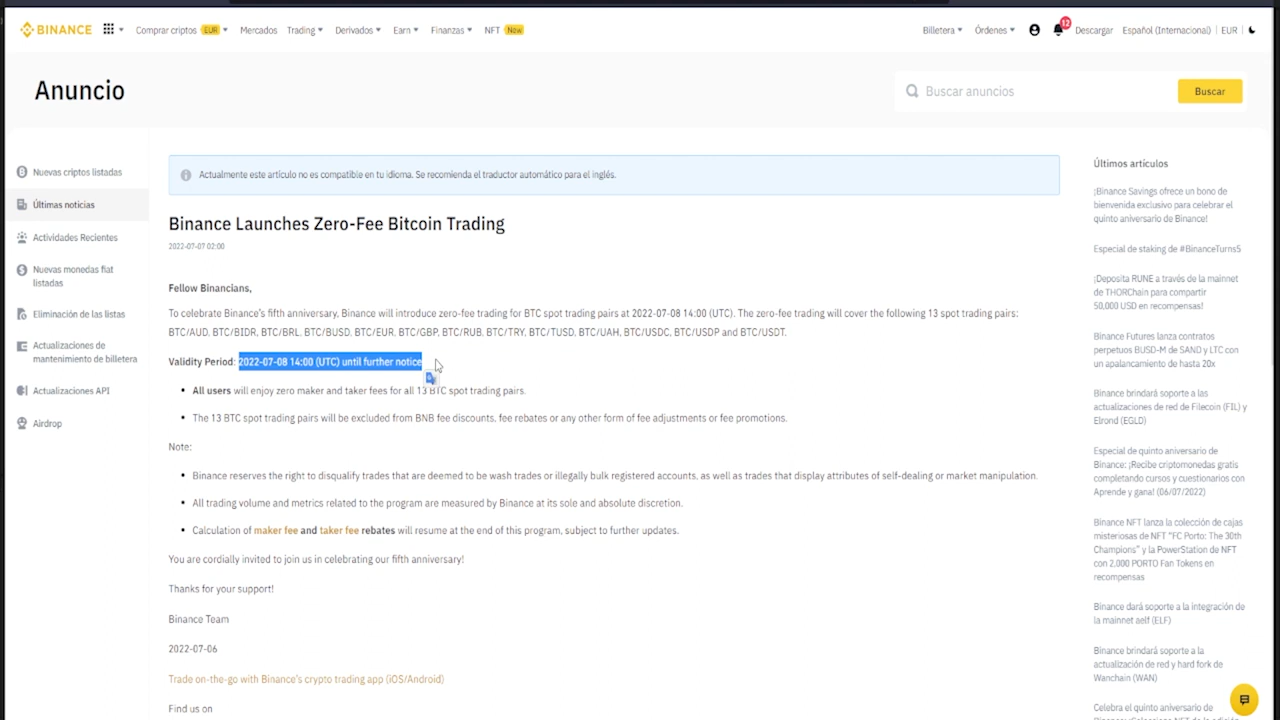 BINANCE
Comprar criptos EUR
Mercados
Trading
Derivados
Earn
Finanzas
NFT New
Billetera
Órdenes
12
Descargar
Español (Internacional) | EUR |
Anuncio
Buscar anuncios
Buscar
Nuevas criptos listadas
Últimas noticias
Actividades Recientes
Nuevas monedas fiat
listadas
Eliminación de las listas
Actualizaciones de
mantenimiento de billetera
Actualizaciones API
Airdrop
Actualmente este artículo no es compatible en tu idioma. Se recomienda el traductor automático para el inglés.
Binance Launches Zero-Fee Bitcoin Trading
2022-07-07 02:00
Fellow Binancians,
To celebrate Binance's fifth anniversary, Binance will introduce zero-fee trading for BTC spot trading pairs at 2022-07-08 14:00 (UTC). The zero-fee trading will cover the following 13 spot trading pairs:
BTC/AUD, BTC/BIDR, BTC/BRL, BTC/BUSD, BTC/EUR, BTC/GBP, BTC/RUB, BTC/TRY, BTC/TUSD, BTC/UAH, BTC/USDC, BTC/USDP and BTC/USDT.
Validity Period: 2022-07-08 14:00 (UTC) until further notice
• All users will enjoy zero maker and taker fees for all 13 BTC spot trading pairs.
• The 13 BTC spot trading pairs will be excluded from BNB fee discounts, fee rebates or any other form of fee adjustments or fee promotions.
Note:
• Binance reserves the right to disqualify trades that are deemed to be wash trades or illegally bulk registered accounts, as well as trades that display attributes of self-dealing or market manipulation.
• All trading volume and metrics related to the program are measured by Binance at its sole and absolute discretion.
• Calculation of maker fee and taker fee rebates will resume at the end of this program, subject to further updates.
You are cordially invited to join us in celebrating our fifth anniversary!
Thanks for your support!
Binance Team
2022-07-06
Trade on-the-go with Binance's crypto trading app (iOS/Android)
Find us on
Últimos artículos
¡Binance Savings ofrece un bono de
bienvenida exclusivo para celebrar el
quinto aniversario de Binance!
Especial de staking de #BinanceTurns5
¡Deposita RUNE a través de la mainnet
de THORChain para compartir
50,000 USD en recompensas!
Binance Futures lanza contratos
perpetuos BUSD-M de SAND y LTC con
un apalancamiento de hasta 20x
Binance brindará soporte a las
actualizaciones de red de Filecoin (FIL) y
Elrond (EGLD)
Especial de quinto aniversario de
Binance: ¡Recibe criptomonedas gratis
completando cursos y cuestionarios con
Aprende y gana! (06/07/2022)
Binance NFT lanza la colección de cajas
misteriosas de NFT "FC Porto: The 30th
Champions" y la PowerStation de NFT
con 2,000 PORTO Fan Tokens en
recompensas
Binance dará soporte a la integración de
la mainnet aelf (ELF)
Binance brindará soporte a la
actualización de red y hard fork de
Wanchain (WAN)
Celebra el quinto aniversario de